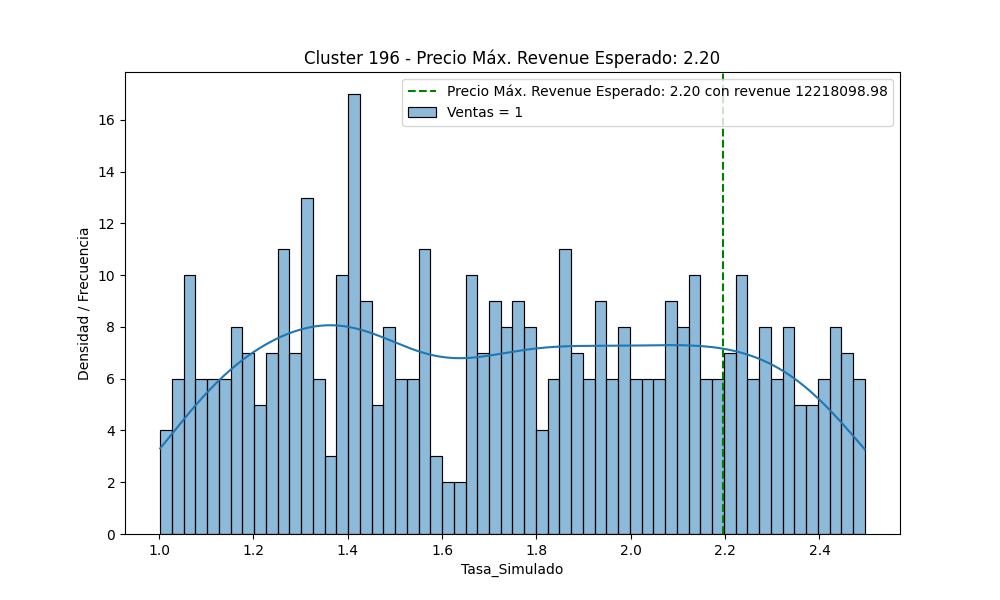 Cluster 196 - Precio Máx. Revenue Esperado: 2.20
Precio Máx. Revenue Esperado: 2.20 con revenue 12218098.98
Ventas = 1
Densidad / Frecuencia
16
14
12
10
8
6
4
2
0
1.0 1.2 1.4 1.6 1.8 2.0 2.2 2.4
Tasa_Simulado